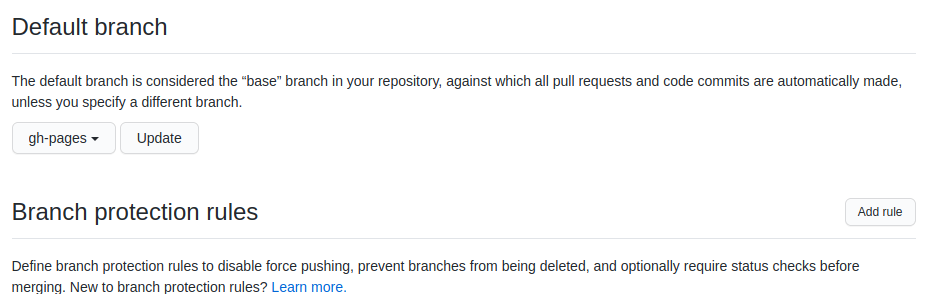 Default branch
The default branch is considered the “base” branch in your repository, against which all pull requests and code commits are automatically made,
unless you specify a different branch.
gh-pages Update
Branch protection rules Add rule
Define branch protection rules to disable force pushing, prevent branches from being deleted, and optionally require status checks before
merging. New to branch protection rules? Learn more.